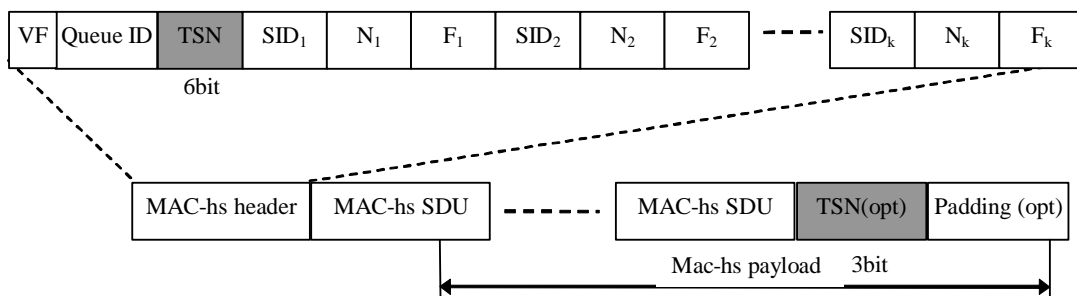 VF Queue ID TSN SID₁ N₁ F₁ SID₂ N₂ F₂ SIDₖ Nₖ Fₖ
6bit
MAC-hs header MAC-hs SDU MAC-hs SDU TSN(opt) Padding (opt)
Mac-hs payload 3bit